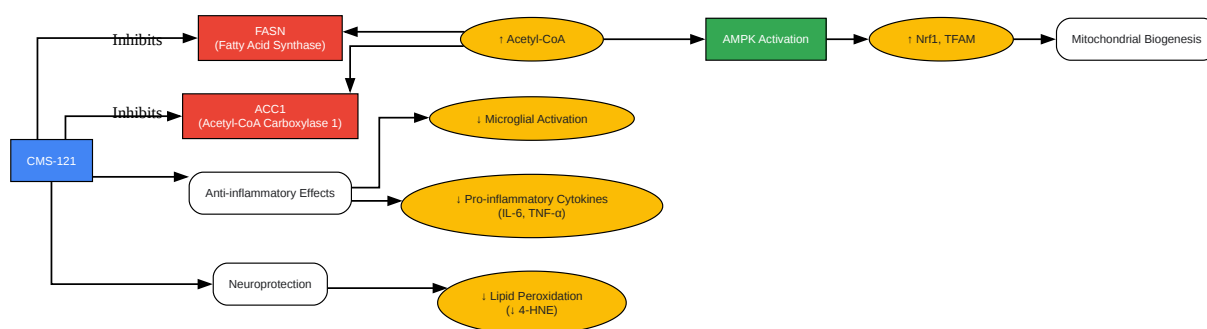 FASN
(Fatty Acid Synthase)
Inhibits
↑ Acetyl-CoA
AMPK Activation
↑ Nrf1, TFAM
Mitochondrial Biogenesis
ACC1
(Acetyl-CoA Carboxylase 1)
Inhibits
↓ Microglial Activation
CMS-121
Anti-inflammatory Effects
↓ Pro-inflammatory Cytokines
(IL-6, TNF-α)
Neuroprotection
↓ Lipid Peroxidation
(↓ 4-HNE)